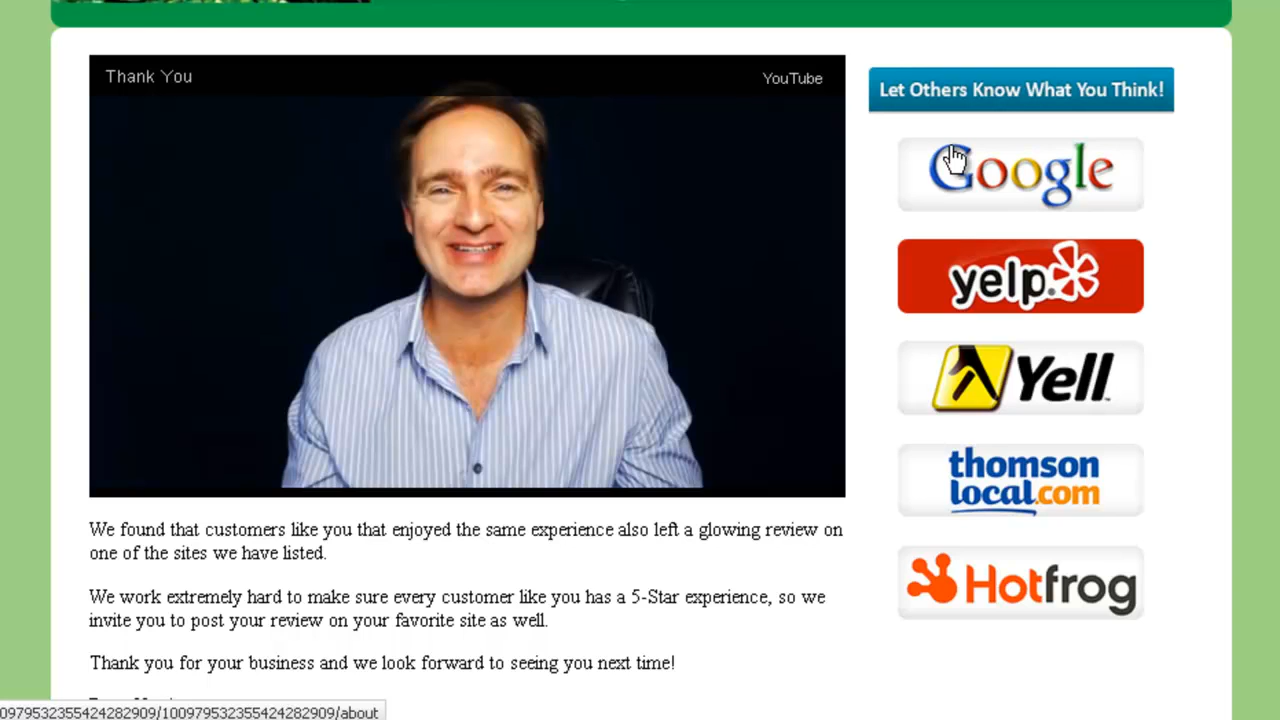 Thank You
YouTube
Let Others Know What You Think!
Google
yelp
Yell
thomson
local.com
Hotfrog
We found that customers like you that enjoyed the same experience also left a glowing review on
one of the sites we have listed.
We work extremely hard to make sure every customer like you has a 5-Star experience, so we
invite you to post your review on your favorite site as well.
Thank you for your business and we look forward to seeing you next time!
00979532355424282909/100979532355424282909/about